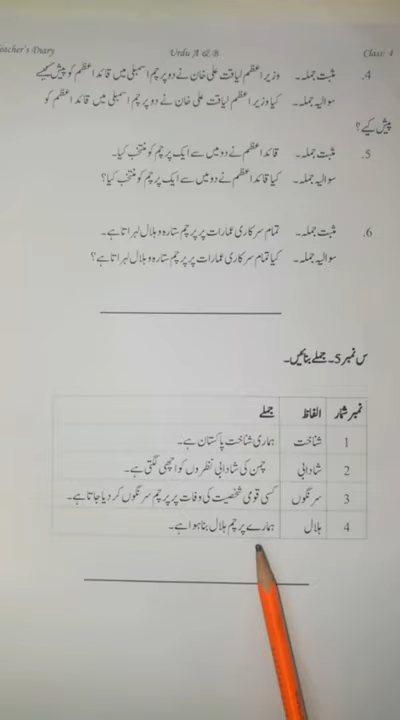 Teacher's Diary Urdu A & B Class: 4
4. مثبت جملہ۔ وزیر اعظم لیاقت علی خان نے دو پرچم اسمبلی میں قائد اعظم کو پیش کیے
سوالیہ جملہ۔ کیا وزیر اعظم لیاقت علی خان نے دو پرچم اسمبلی میں قائد اعظم کو
پیش کیے؟
5. مثبت جملہ۔ قائد اعظم نے دو میں سے ایک پرچم کو منتخب کیا۔
سوالیہ جملہ۔ کیا قائد اعظم نے دو میں سے ایک پرچم کو منتخب کیا؟
6. مثبت جملہ۔ تمام سرکاری عمارات پر پرچم ستارہ و ہلال لہراتا ہے۔
سوالیہ جملہ۔ کیا تمام سرکاری عمارات پر پرچم ستارہ و ہلال لہراتا ہے؟
س نمبر 5۔ جملے بنائیں۔
نمبر شمار الفاظ جملے
1 شناخت ہماری شناخت پاکستان ہے۔
2 شادابی چمن کی شادابی نظروں کو اچھی لگتی ہے۔
3 سرنگوں کسی قومی شخصیت کی وفات پر پرچم سرنگوں کر دیا جاتا ہے۔
4 ہلال ہمارے پرچم ہلال بنا ہوا ہے۔